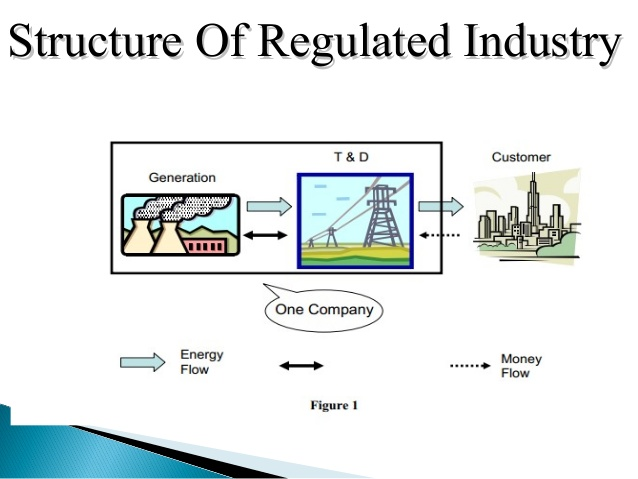 Structure Of Regulated Industry
T & D
Generation
Customer
One Company
Energy
Flow
Money
Flow
Figure 1